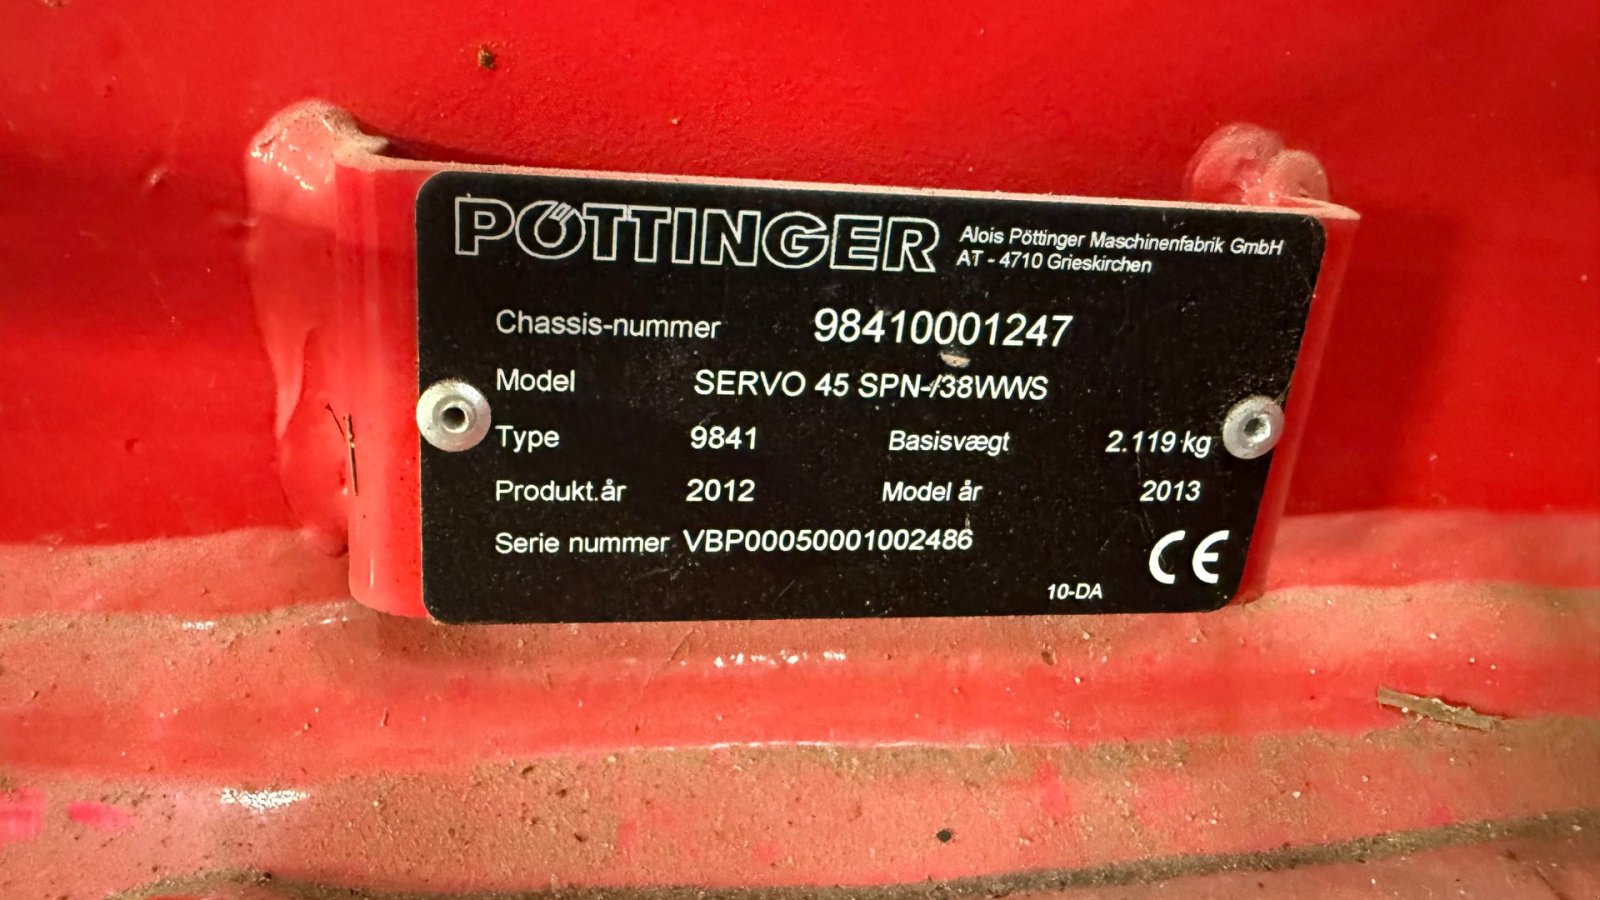 PÖTTINGER
Alois Pöttinger Maschinenfabrik GmbH
AT - 4710 Grieskirchen
Chassis-nummer 98410001247
Model SERVO 45 SPN-/38WWS
Type 9841 Basisvægt 2.119 kg
Produkt.år 2012 Model år 2013
Serie nummer VBP00050001002486
CE
10-DA